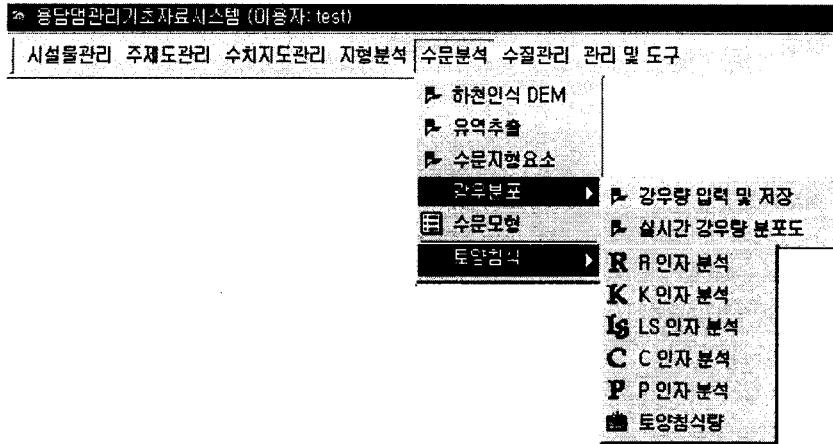 용담댐관리기초자료시스템 (이용자: test)
시설물관리 주제도관리 수치지도관리 지형분석 수문분석 수질관리 관리 및 도구
하천인식 DEM
유역추출
수문지형요소
강우분포
강우량 입력 및 저장
실시간 강우량 분포도
수문모형
토양침식
R R 인자 분석
K K 인자 분석
LS LS 인자 분석
C C 인자 분석
P P 인자 분석
토양침식량